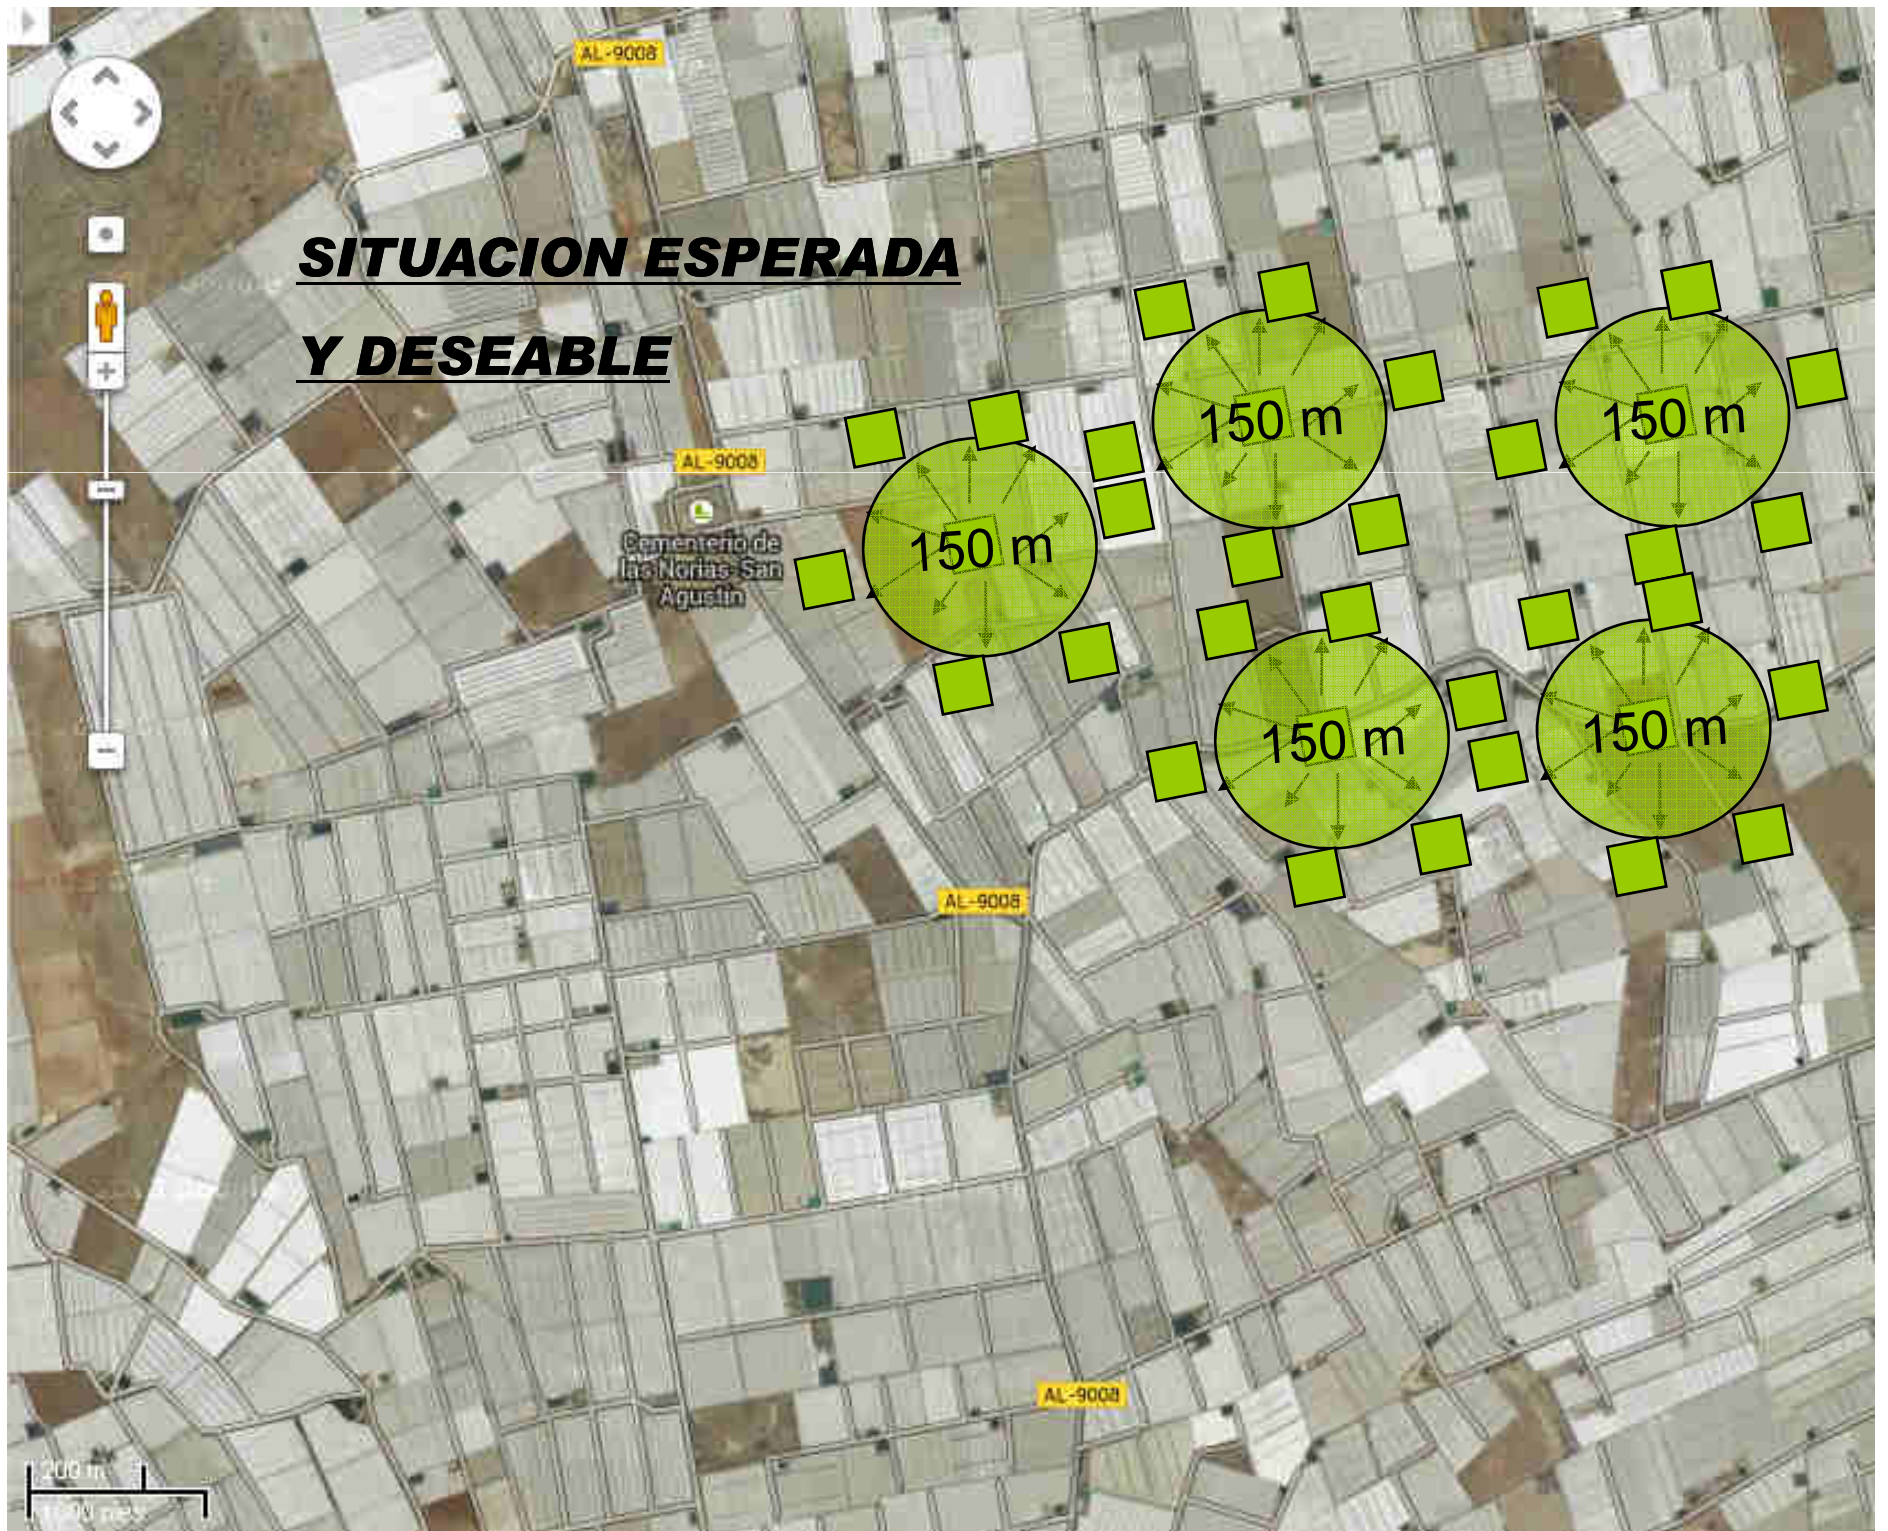 AL-9008
SITUACION ESPERADA
Y DESEABLE
150 m
150 m
AL-9008
150 m
Cementerio de
las Norias-San
Agustín
150 m
150 m
AL-9008
AL-9008
200 m